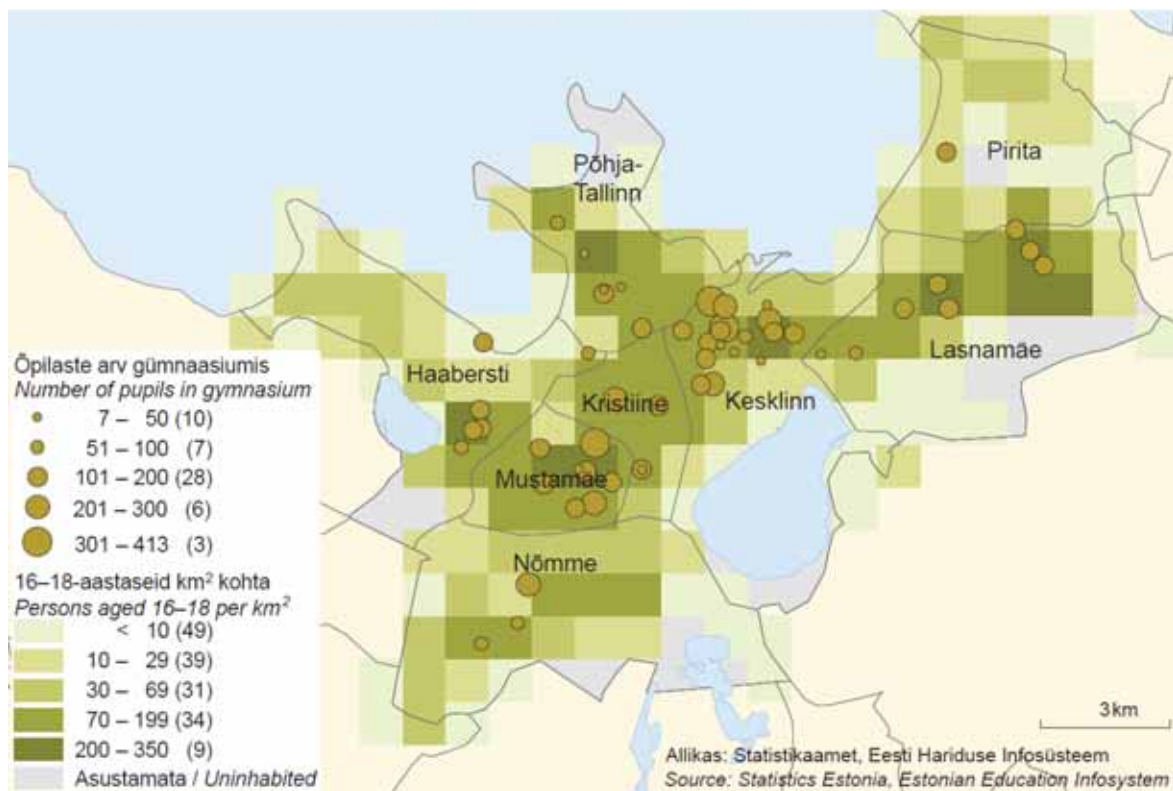 Põhja-
Tallinn
Pirita
Lasnamäe
Haabersti
Kristiine
Kesklinn
Mustamäe
Nõmme
Õpilaste arv gümnaasiumis
Number of pupils in gymnasium
7 – 50 (10)
51 – 100 (7)
101 – 200 (28)
201 – 300 (6)
301 – 413 (3)
16–18-aastaseid km² kohta
Persons aged 16–18 per km²
< 10 (49)
10 – 29 (39)
30 – 69 (31)
70 – 199 (34)
200 – 350 (9)
Asustamata / Uninhabited
3 km
Allikas: Statistikaamet, Eesti Hariduse Infosüsteem
Source: Statistics Estonia, Estonian Education Infosystem